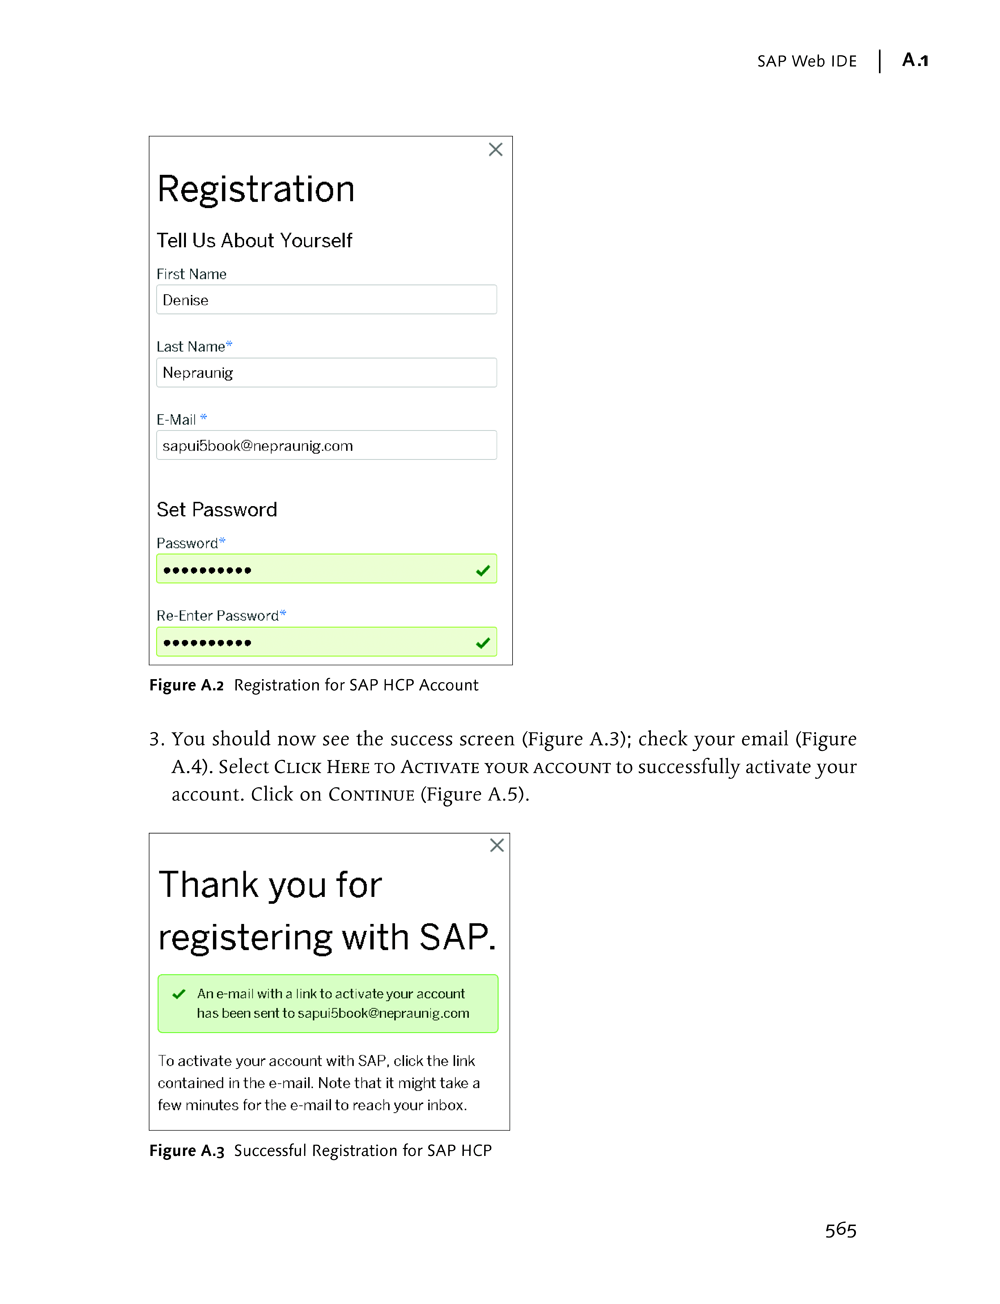 SAP Web IDE | A.1
Registration
Tell Us About Yourself
First Name
Denise
Last Name*
Nepraunig
E-Mail *
sapui5book@nepraunig.com
Set Password
Password*
••••••••••
Re-Enter Password*
••••••••••
Figure A.2 Registration for SAP HCP Account
3. You should now see the success screen (Figure A.3); check your email (Figure
A.4). Select Click Here to Activate your account to successfully activate your
account. Click on Continue (Figure A.5).
Thank you for
registering with SAP.
An e-mail with a link to activate your account
has been sent to sapui5book@nepraunig.com
To activate your account with SAP, click the link
contained in the e-mail. Note that it might take a
few minutes for the e-mail to reach your inbox.
Figure A.3 Successful Registration for SAP HCP
565